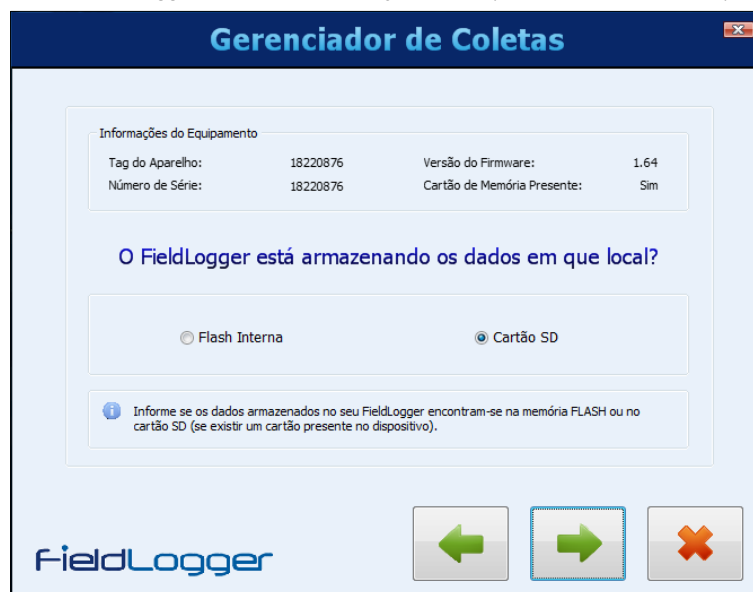 Gerenciador de Coletas
Informações do Equipamento
Tag do Aparelho: 18220876 Versão do Firmware: 1.64
Número de Série: 18220876 Cartão de Memória Presente: Sim
O FieldLogger está armazenando os dados em que local?
Flash Interna Cartão SD
Informe se os dados armazenados no seu FieldLogger encontram-se na memória FLASH ou no
cartão SD (se existir um cartão presente no dispositivo).
FieldLogger